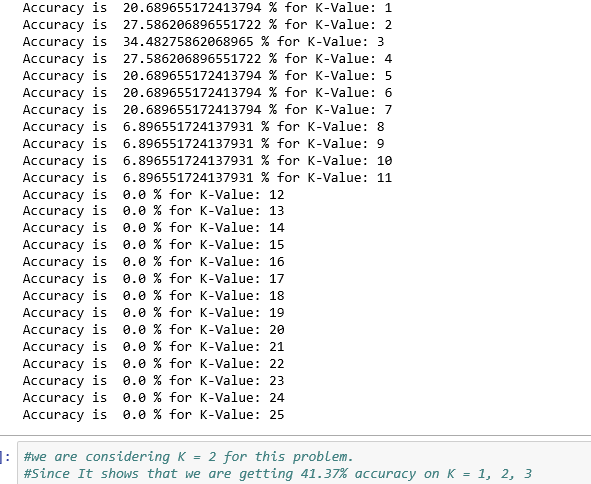 Accuracy is  20.689655172413794 % for K-Value: 1
Accuracy is  27.586206896551722 % for K-Value: 2
Accuracy is  34.48275862068965 % for K-Value: 3
Accuracy is  27.586206896551722 % for K-Value: 4
Accuracy is  20.689655172413794 % for K-Value: 5
Accuracy is  20.689655172413794 % for K-Value: 6
Accuracy is  20.689655172413794 % for K-Value: 7
Accuracy is  6.896551724137931 % for K-Value: 8
Accuracy is  6.896551724137931 % for K-Value: 9
Accuracy is  6.896551724137931 % for K-Value: 10
Accuracy is  6.896551724137931 % for K-Value: 11
Accuracy is  0.0 % for K-Value: 12
Accuracy is  0.0 % for K-Value: 13
Accuracy is  0.0 % for K-Value: 14
Accuracy is  0.0 % for K-Value: 15
Accuracy is  0.0 % for K-Value: 16
Accuracy is  0.0 % for K-Value: 17
Accuracy is  0.0 % for K-Value: 18
Accuracy is  0.0 % for K-Value: 19
Accuracy is  0.0 % for K-Value: 20
Accuracy is  0.0 % for K-Value: 21
Accuracy is  0.0 % for K-Value: 22
Accuracy is  0.0 % for K-Value: 23
Accuracy is  0.0 % for K-Value: 24
Accuracy is  0.0 % for K-Value: 25
]: #we are considering K = 2 for this problem.
#Since It shows that we are getting 41.37% accuracy on K = 1, 2, 3